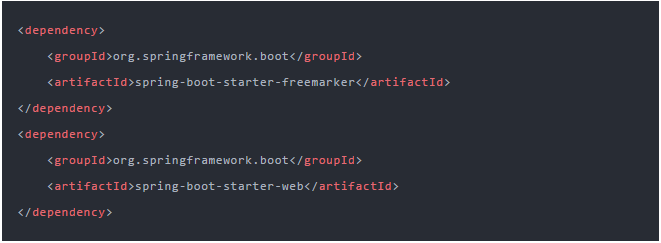 <dependency>
    <groupId>org.springframework.boot</groupId>
    <artifactId>spring-boot-starter-freemarker</artifactId>
</dependency>
<dependency>
    <groupId>org.springframework.boot</groupId>
    <artifactId>spring-boot-starter-web</artifactId>
</dependency>